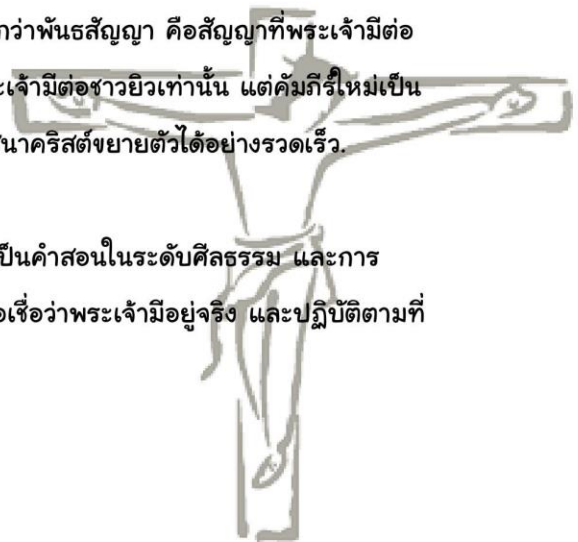 กว่าพันธสัญญา คือสัญญาที่พระเจ้ามีต่อ
ะเจ้ามีต่อชาวยิวเท่านั้น แต่คัมภีร์ใหม่เป็น
สนาคริสต์ขยายตัวได้อย่างรวดเร็ว.
เป็นคำสอนในระดับศีลธรรม และการ
อเชื่อว่าพระเจ้ามีอยู่จริง และปฏิบัติตามที่